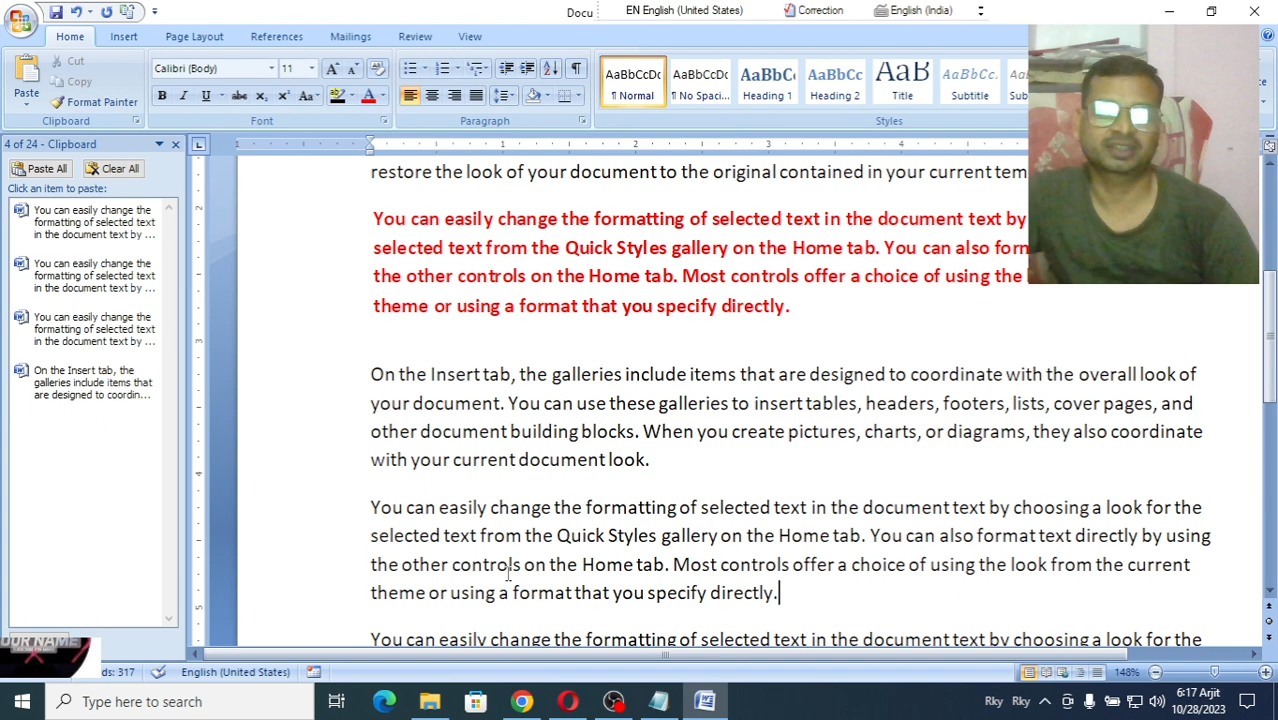 Docu
EN English (United States)
Correction
English (India)
Home
Insert
Page Layout
References
Mailings
Review
View
Paste
Cut
Copy
Format Painter
Clipboard
Calibri (Body)
11
Font
Paragraph
AaBbCcDc
¶ Normal
AaBbCcDc
¶ No Spaci...
AaBbCc
Heading 1
AaBbCc
Heading 2
AaB
Title
AaBbCc
Subtitle
Styles
4 of 24 - Clipboard
Paste All
Clear All
Click an item to paste:
You can easily change the
formatting of selected text
in the document text by ...
You can easily change the
formatting of selected text
in the document text by ...
You can easily change the
formatting of selected text
in the document text by ...
On the Insert tab, the
galleries include items that
are designed to coordin...
1 1 2 3 4
restore the look of your document to the original contained in your current tem
You can easily change the formatting of selected text in the document text by
selected text from the Quick Styles gallery on the Home tab. You can also form
the other controls on the Home tab. Most controls offer a choice of using the
theme or using a format that you specify directly.
On the Insert tab, the galleries include items that are designed to coordinate with the overall look of
your document. You can use these galleries to insert tables, headers, footers, lists, cover pages, and
other document building blocks. When you create pictures, charts, or diagrams, they also coordinate
with your current document look.
You can easily change the formatting of selected text in the document text by choosing a look for the
selected text from the Quick Styles gallery on the Home tab. You can also format text directly by using
the other controls on the Home tab. Most controls offer a choice of using the look from the current
theme or using a format that you specify directly.
You can easily change the formatting of selected text in the document text by choosing a look for the
OUR NAME
ds: 317
English (United States)
148%
Type here to search
Rky Rky
6:17 Arjit
10/28/2023